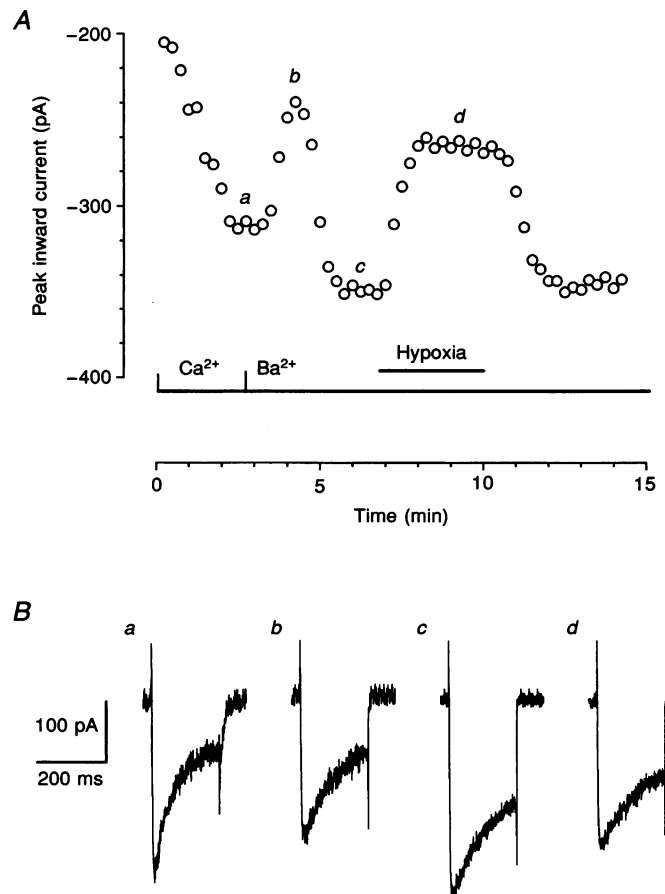 A
Peak inward current (pA)
−200
−300
−400
a
b
c
d
Ca²⁺
Ba²⁺
Hypoxia
0
5
10
15
Time (min)
B
a
b
c
d
100 pA
200 ms